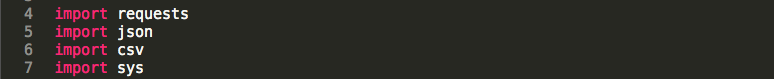 4 import requests
5 import json
6 import csv
7 import sys